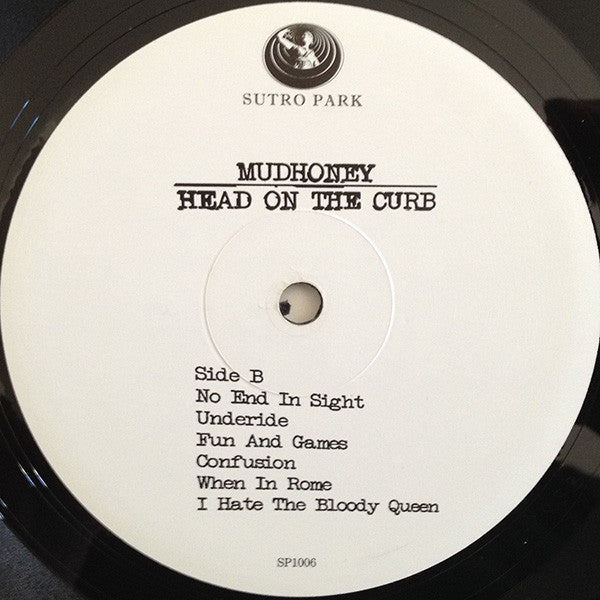 SUTRO PARK
MUDHONEY
HEAD ON THE CURB
Side B
No End In Sight
Underide
Fun And Games
Confusion
When In Rome
I Hate The Bloody Queen
SP1006